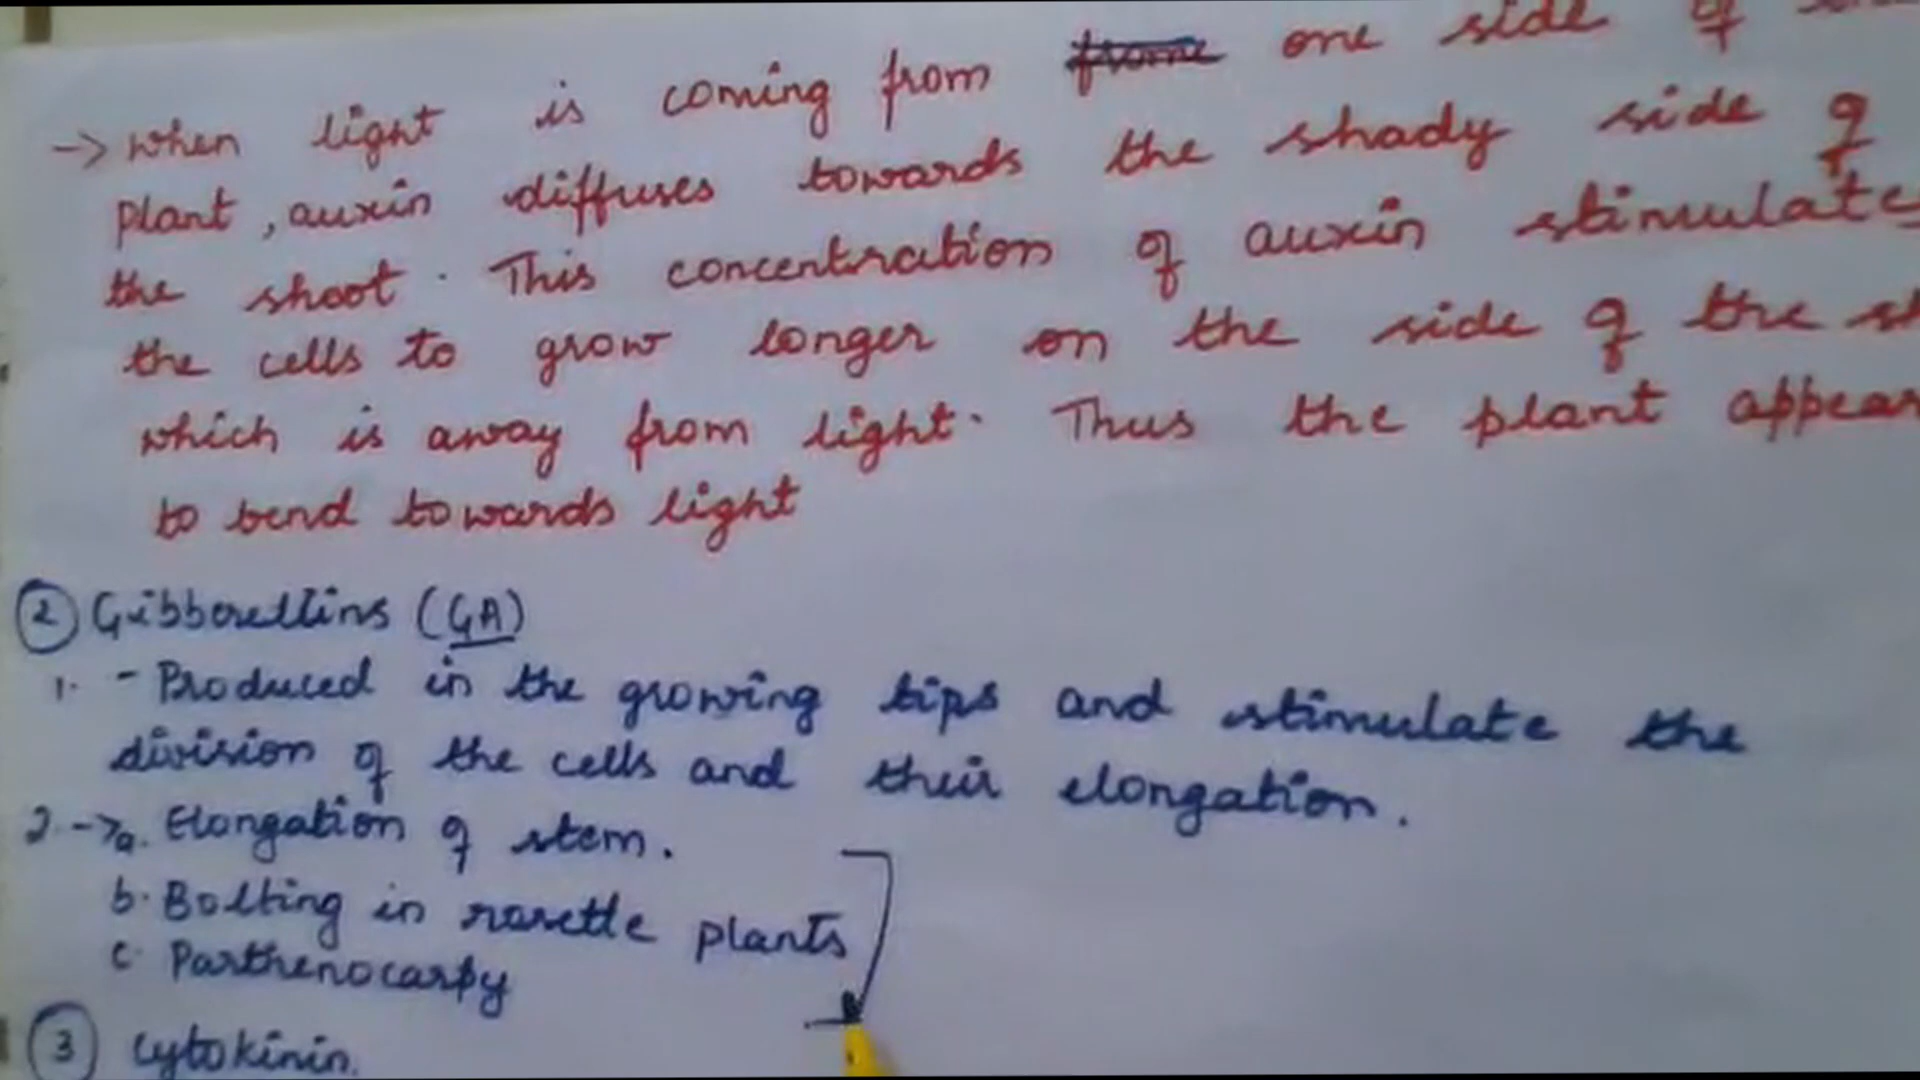 -> when light is coming from one side of
plant, auxin diffuses towards the shady side of
the shoot. This concentration of auxin stimulates
the cells to grow longer on the side of the
which is away from light. Thus the plant appear
to bend towards light
2 Gibberellins (GA)
1. - Produced in the growing tips and stimulate the
division of the cells and their elongation.
2 -> a. Elongation of stem.
b. Bolting in rosette plants
c. Parthenocarpy
3 Cytokinin.